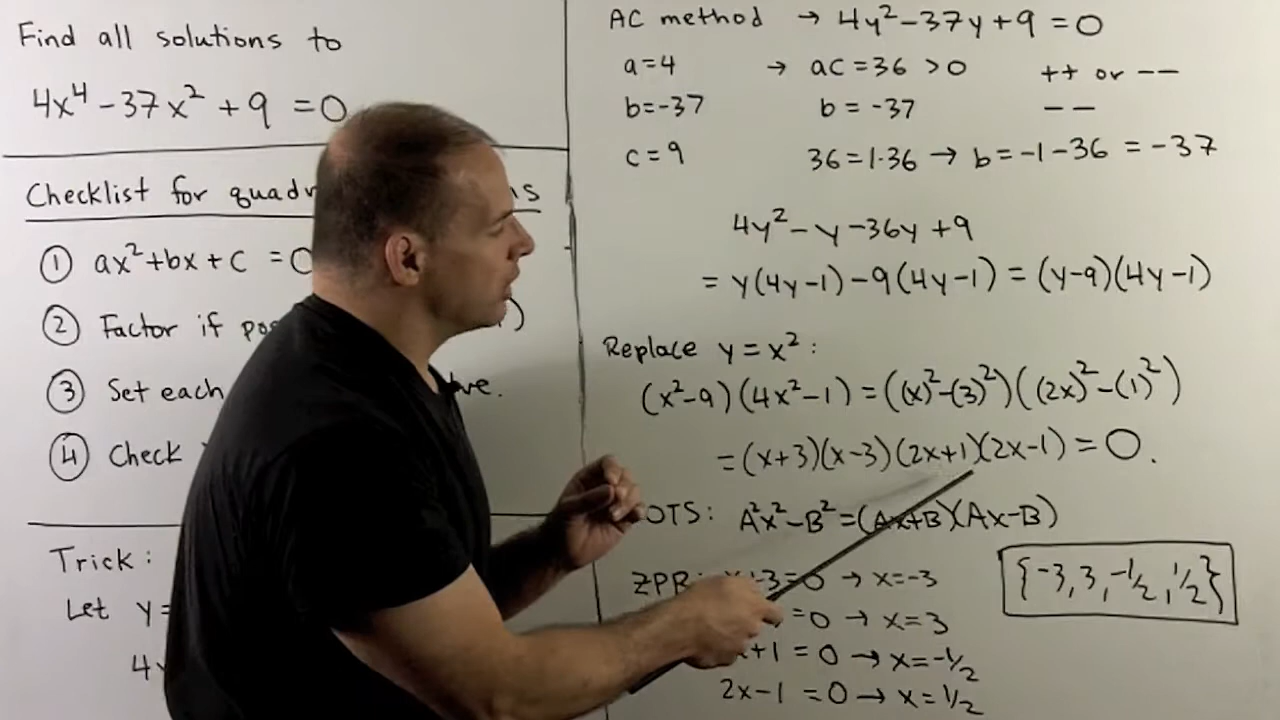 Find all solutions to
4x⁴ - 37x² + 9 = 0
Checklist for
① ax² + bx + c = 0
② Factor if )
③ Set each
④ Check
Trick:
Let y =
AC method → 4y² - 37y + 9 = 0
a = 4 → ac = 36 > 0 ++ or --
b = -37 b = -37 --
c = 9 36 = 1·36 → b = -1 - 36 = -37
4y² - y - 36y + 9
= y(4y-1) - 9(4y-1) = (y-9)(4y-1)
Replace y = x²:
(x²-9)(4x²-1) = ((x)²-(3)²)((2x)²-(1)²)
= (x+3)(x-3)(2x+1)(2x-1) = 0.
OTS: A²x² - B² = (Ax+B)(Ax-B)
x+3 = 0 → x = -3
= 0 → x = 3
x+1 = 0 → x = -1/2
2x-1 = 0 → x = 1/2
{-3, 3, -1/2, 1/2}